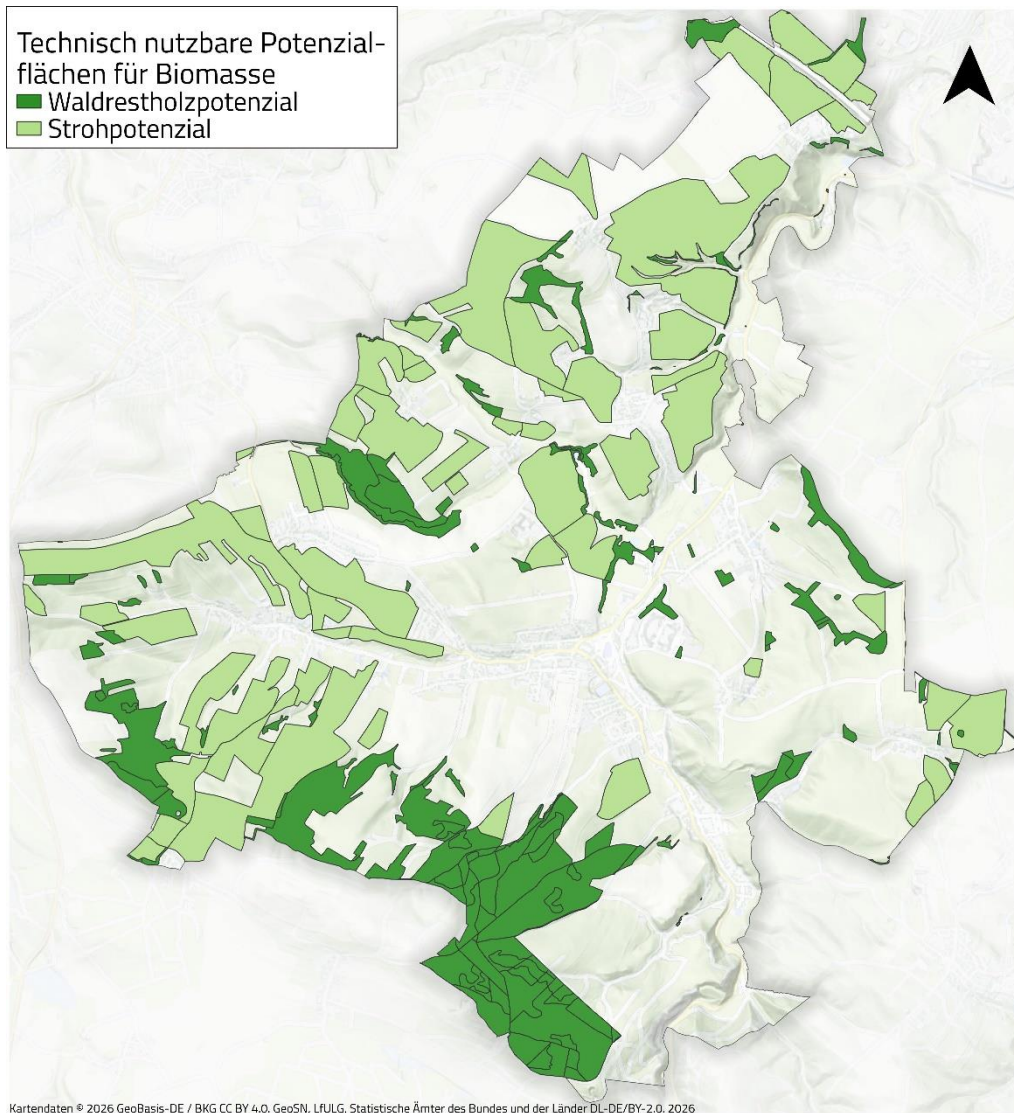 Technisch nutzbare Potenzial-
flächen für Biomasse
Waldrestholzpotenzial
Strohpotenzial
Kartendaten © 2026 GeoBasis-DE / BKG CC BY 4.0, GeoSN, LfULG, Statistische Ämter des Bundes und der Länder DL-DE/BY-2.0, 2026